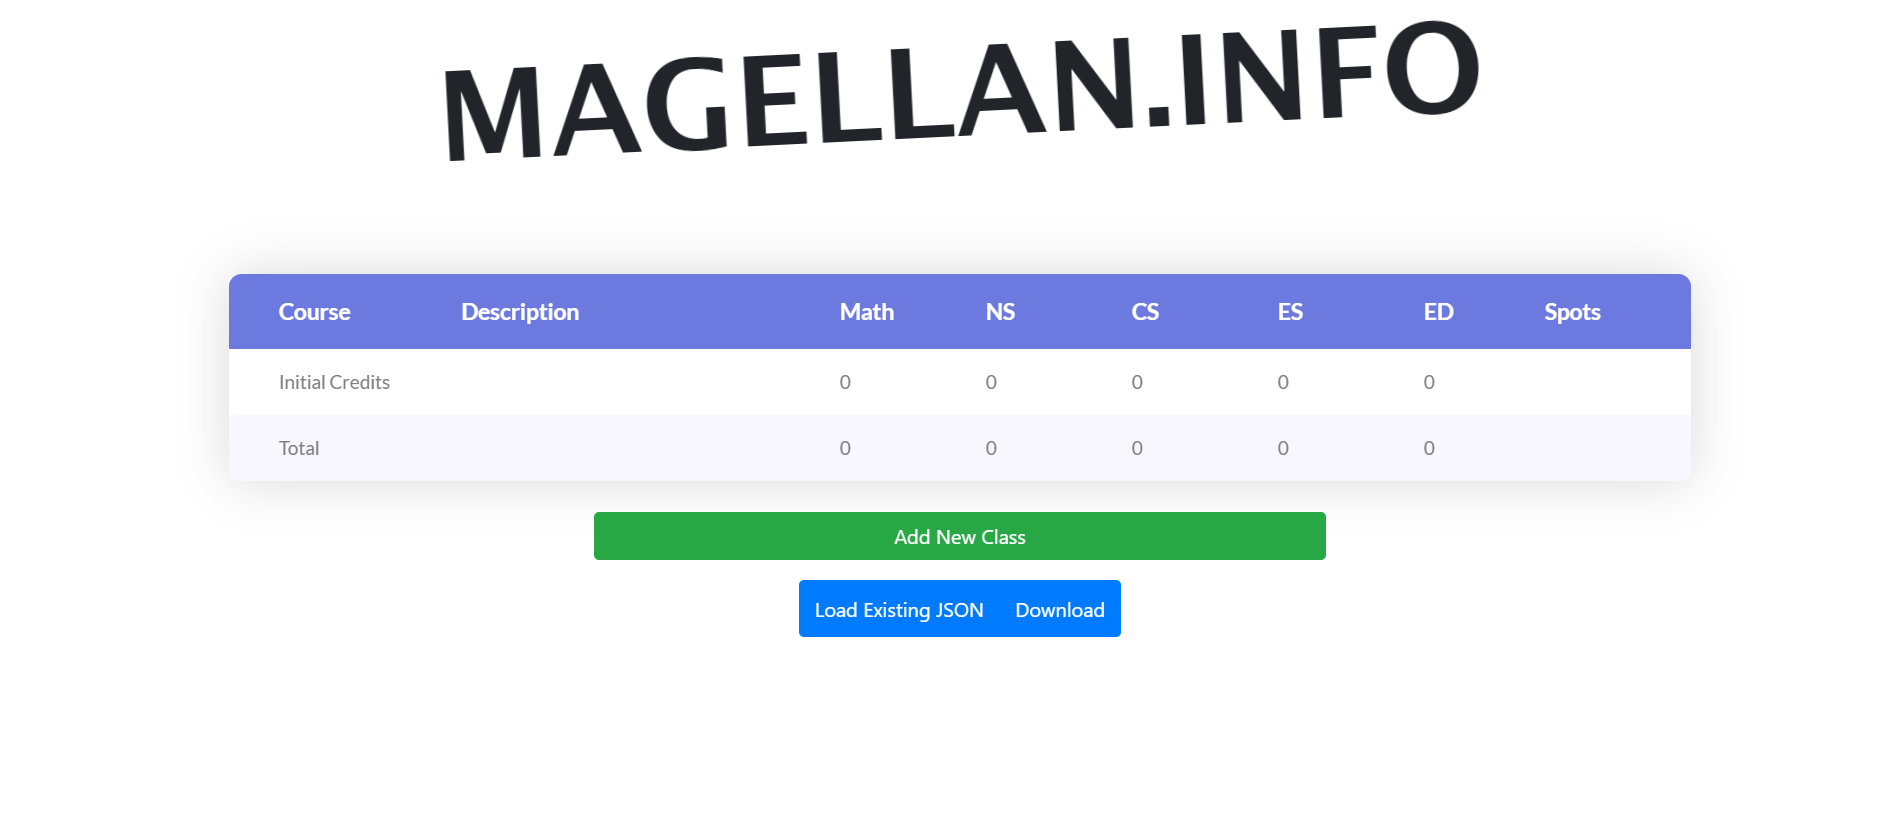 MAGELLAN.INFO
Course Description Math NS CS ES ED Spots
Initial Credits 0 0 0 0 0
Total 0 0 0 0 0
Add New Class
Load Existing JSON Download